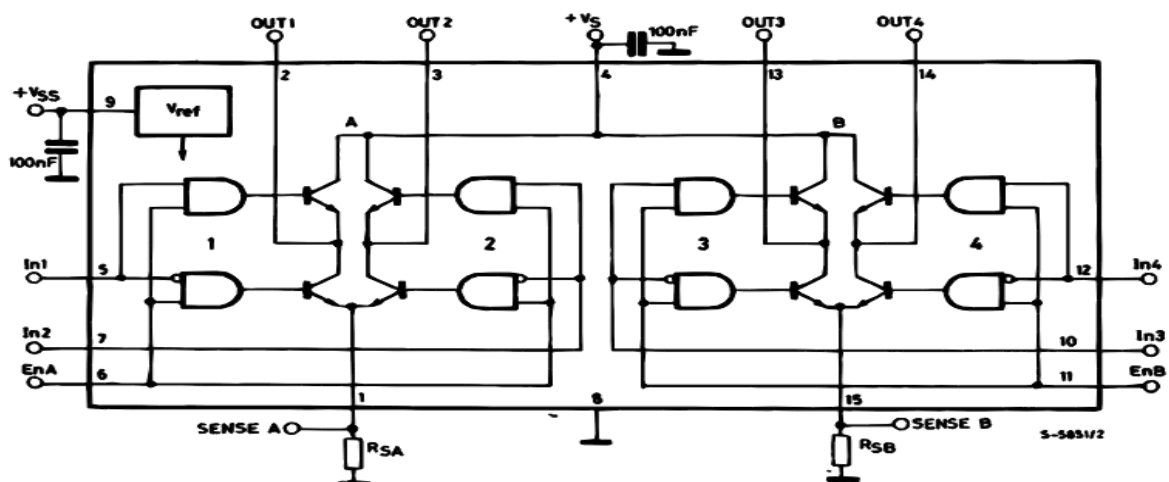 OUT1 OUT2 +VS 100nF OUT3 OUT4
2 3 4 13 14
+VSS 9 Vref
A B
100nF
1 2 3 4
In1 5 12 In4
In2 7 10 In3
EnA 6 11 EnB
1 8 15
SENSE A SENSE B
S-5851/2
RSA RSB